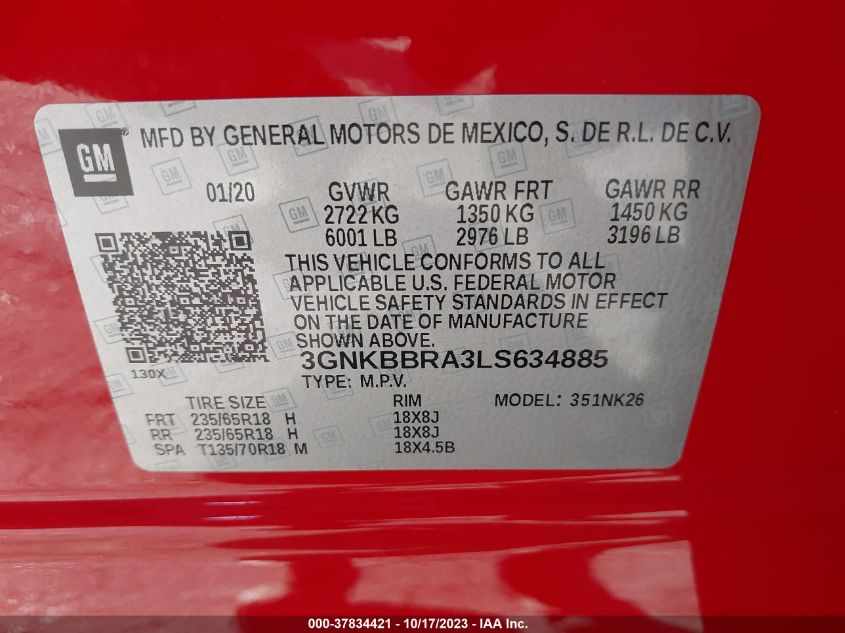 GM
MFD BY GENERAL MOTORS DE MEXICO, S. DE R.L. DE C.V.
01/20 GVWR GAWR FRT GAWR RR
2722 KG 1350 KG 1450 KG
6001 LB 2976 LB 3196 LB
THIS VEHICLE CONFORMS TO ALL
APPLICABLE U.S. FEDERAL MOTOR
VEHICLE SAFETY STANDARDS IN EFFECT
ON THE DATE OF MANUFACTURE
SHOWN ABOVE.
3GNKBBRA3LS634885
130X
TYPE: M.P.V.
TIRE SIZE RIM MODEL: 351NK26
FRT 235/65R18 H 18X8J
RR 235/65R18 H 18X8J
SPA T135/70R18 M 18X4.5B
000-37834421 - 10/17/2023 - IAA Inc.